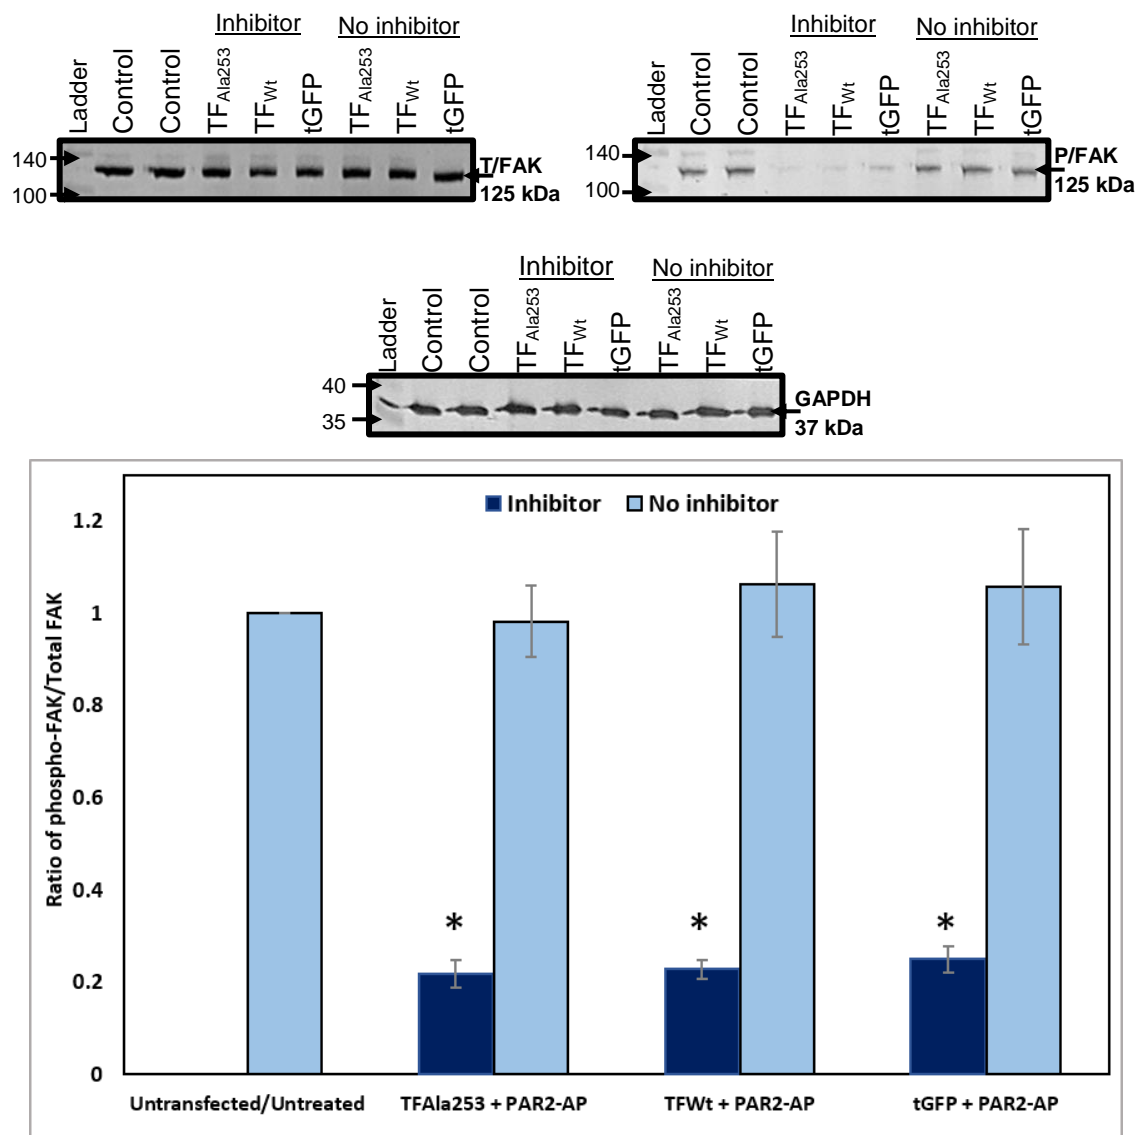 Inhibitor No inhibitor
Ladder Control Control TFAla253 TFWt tGFP TFAla253 TFWt tGFP
140
100
T/FAK
125 kDa
Inhibitor No inhibitor
Ladder Control Control TFAla253 TFWt tGFP TFAla253 TFWt tGFP
140
100
P/FAK
125 kDa
Inhibitor No inhibitor
Ladder Control Control TFAla253 TFWt tGFP TFAla253 TFWt tGFP
40
35
GAPDH
37 kDa
Inhibitor No inhibitor
Ratio of phospho-FAK/Total FAK
1.2
1
0.8
0.6
0.4
0.2
0
* * *
Untransfected/Untreated TFAla253 + PAR2-AP TFWt + PAR2-AP tGFP + PAR2-AP